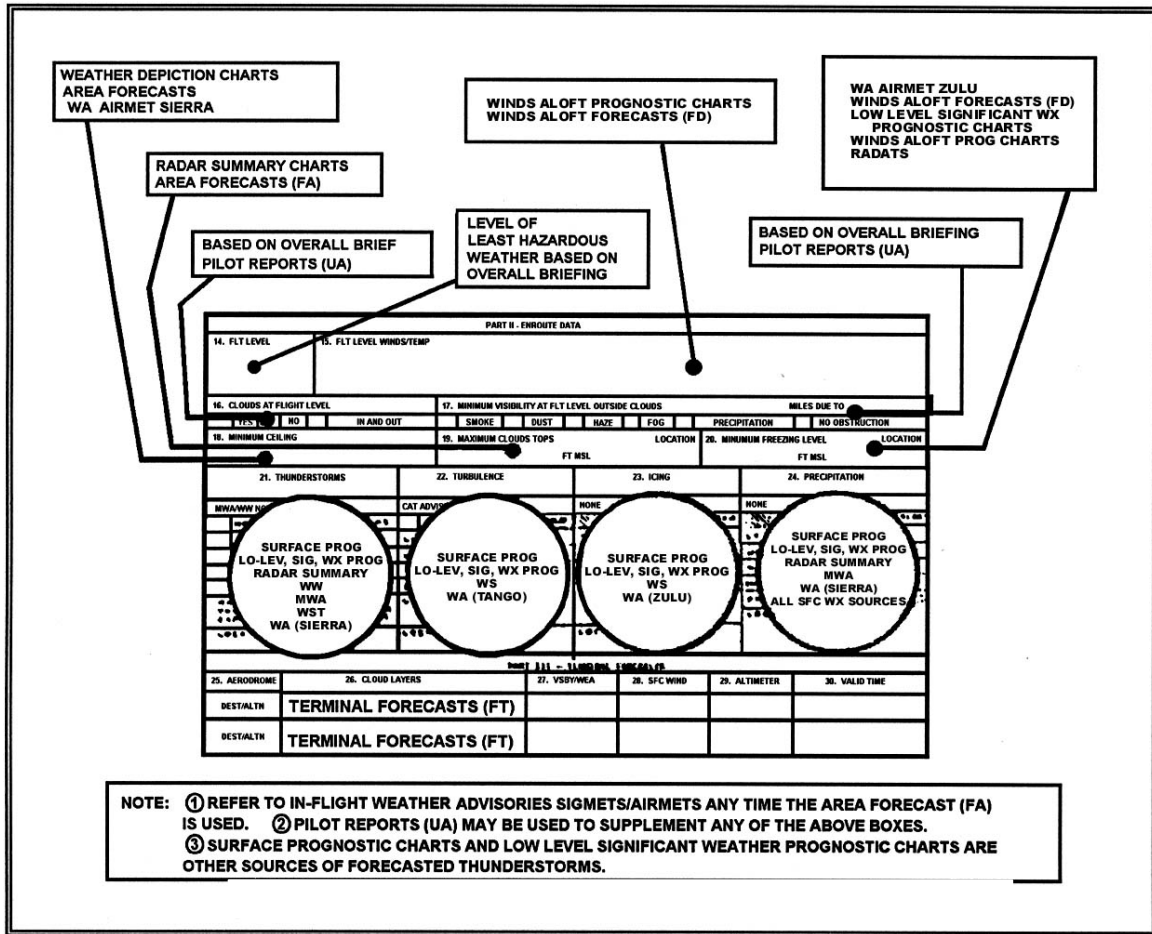 WEATHER DEPICTION CHARTS
AREA FORECASTS
WA AIRMET SIERRA
RADAR SUMMARY CHARTS
AREA FORECASTS (FA)
BASED ON OVERALL BRIEF
PILOT REPORTS (UA)
LEVEL OF
LEAST HAZARDOUS
WEATHER BASED ON
OVERALL BRIEFING
WINDS ALOFT PROGNOSTIC CHARTS
WINDS ALOFT FORECASTS (FD)
WA AIRMET ZULU
WINDS ALOFT FORECASTS (FD)
LOW LEVEL SIGNIFICANT WX
PROGNOSTIC CHARTS
WINDS ALOFT PROG CHARTS
RADATS
BASED ON OVERALL BRIEFING
PILOT REPORTS (UA)
PART II - ENROUTE DATA
14. FLT LEVEL
15. FLT LEVEL WINDS/TEMP
16. CLOUDS AT FLIGHT LEVEL
17. MINIMUM VISIBILITY AT FLT LEVEL OUTSIDE CLOUDS MILES DUE TO
YES NO IN AND OUT
SMOKE DUST HAZE FOG PRECIPITATION NO OBSTRUCTION
18. MINIMUM CEILING
19. MAXIMUM CLOUDS TOPS LOCATION
FT MSL
20. MINUMUM FREEZING LEVEL LOCATION
FT MSL
21. THUNDERSTORMS
22. TURBULENCE
23. ICING
24. PRECIPITATION
MWA/WW
CAT
NONE
NONE
SURFACE PROG
LO-LEV, SIG, WX PROG
RADAR SUMMARY
WW
MWA
WST
WA (SIERRA)
SURFACE PROG
LO-LEV, SIG, WX PROG
WS
WA (TANGO)
SURFACE PROG
LO-LEV, SIG, WX PROG
WS
WA (ZULU)
SURFACE PROG
LO-LEV, SIG, WX PROG
RADAR SUMMARY
MWA
WA (SIERRA)
ALL SFC WX SOURCES
25. AERODROME 26. CLOUD LAYERS 27. VSBY/WEA 28. SFC WIND 29. ALTIMETER 30. VALID TIME
DEST/ALTN TERMINAL FORECASTS (FT)
DEST/ALTN TERMINAL FORECASTS (FT)
NOTE: ① REFER TO IN-FLIGHT WEATHER ADVISORIES SIGMETS/AIRMETS ANY TIME THE AREA FORECAST (FA)
IS USED. ② PILOT REPORTS (UA) MAY BE USED TO SUPPLEMENT ANY OF THE ABOVE BOXES.
③ SURFACE PROGNOSTIC CHARTS AND LOW LEVEL SIGNIFICANT WEATHER PROGNOSTIC CHARTS ARE
OTHER SOURCES OF FORECASTED THUNDERSTORMS.